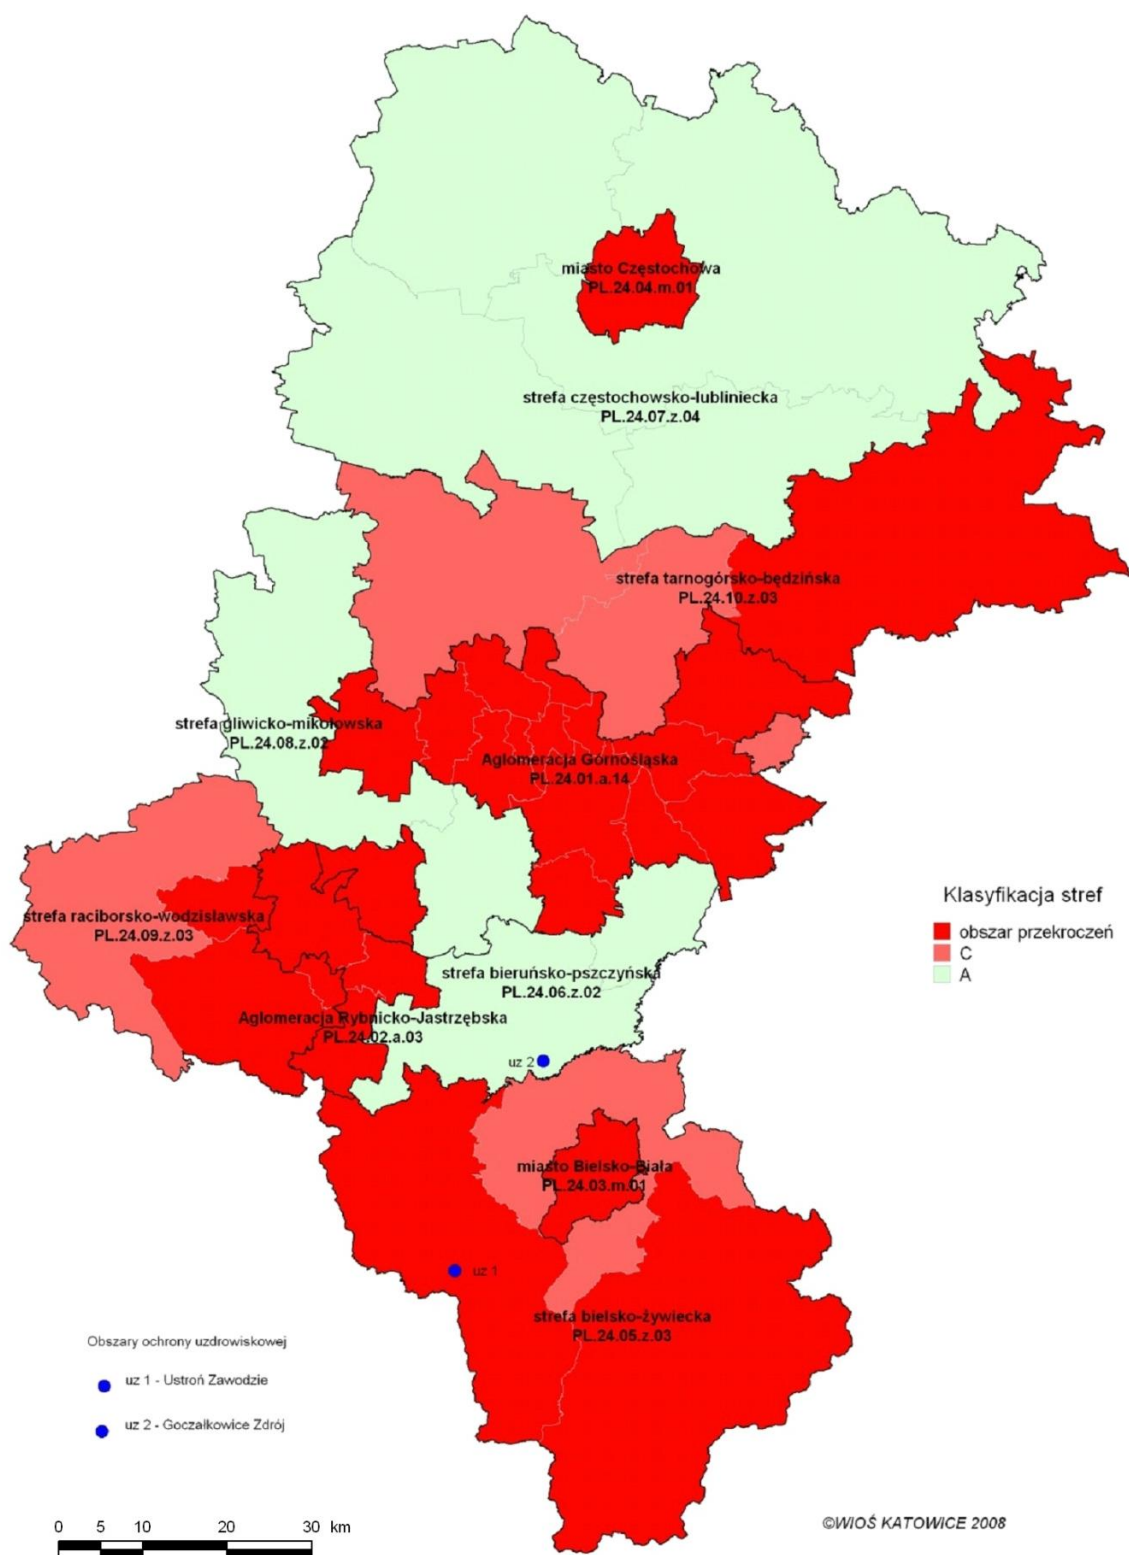 miasto Częstochowa
PL.24.04.m.01
strefa częstochowsko-lubliniecka
PL.24.07.z.04
strefa tarnogórsko-będzińska
PL.24.10.z.03
strefa gliwicko-mikołowska
PL.24.08.z.02
Aglomeracja Górnośląska
PL.24.01.a.14
Klasyfikacja stref
obszar przekroczeń
C
A
strefa raciborsko-wodzisławska
PL.24.09.z.03
strefa bieruńsko-pszczyńska
PL.24.06.z.02
Aglomeracja Rybnicko-Jastrzębska
PL.24.02.a.03
uz 2
miasto Bielsko-Biała
PL.24.03.m.01
uz 1
strefa bielsko-żywiecka
PL.24.05.z.03
Obszary ochrony uzdrowiskowej
uz 1 - Ustroń Zawodzie
uz 2 - Goczałkowice Zdrój
0 5 10 20 30 km
©WIOŚ KATOWICE 2008